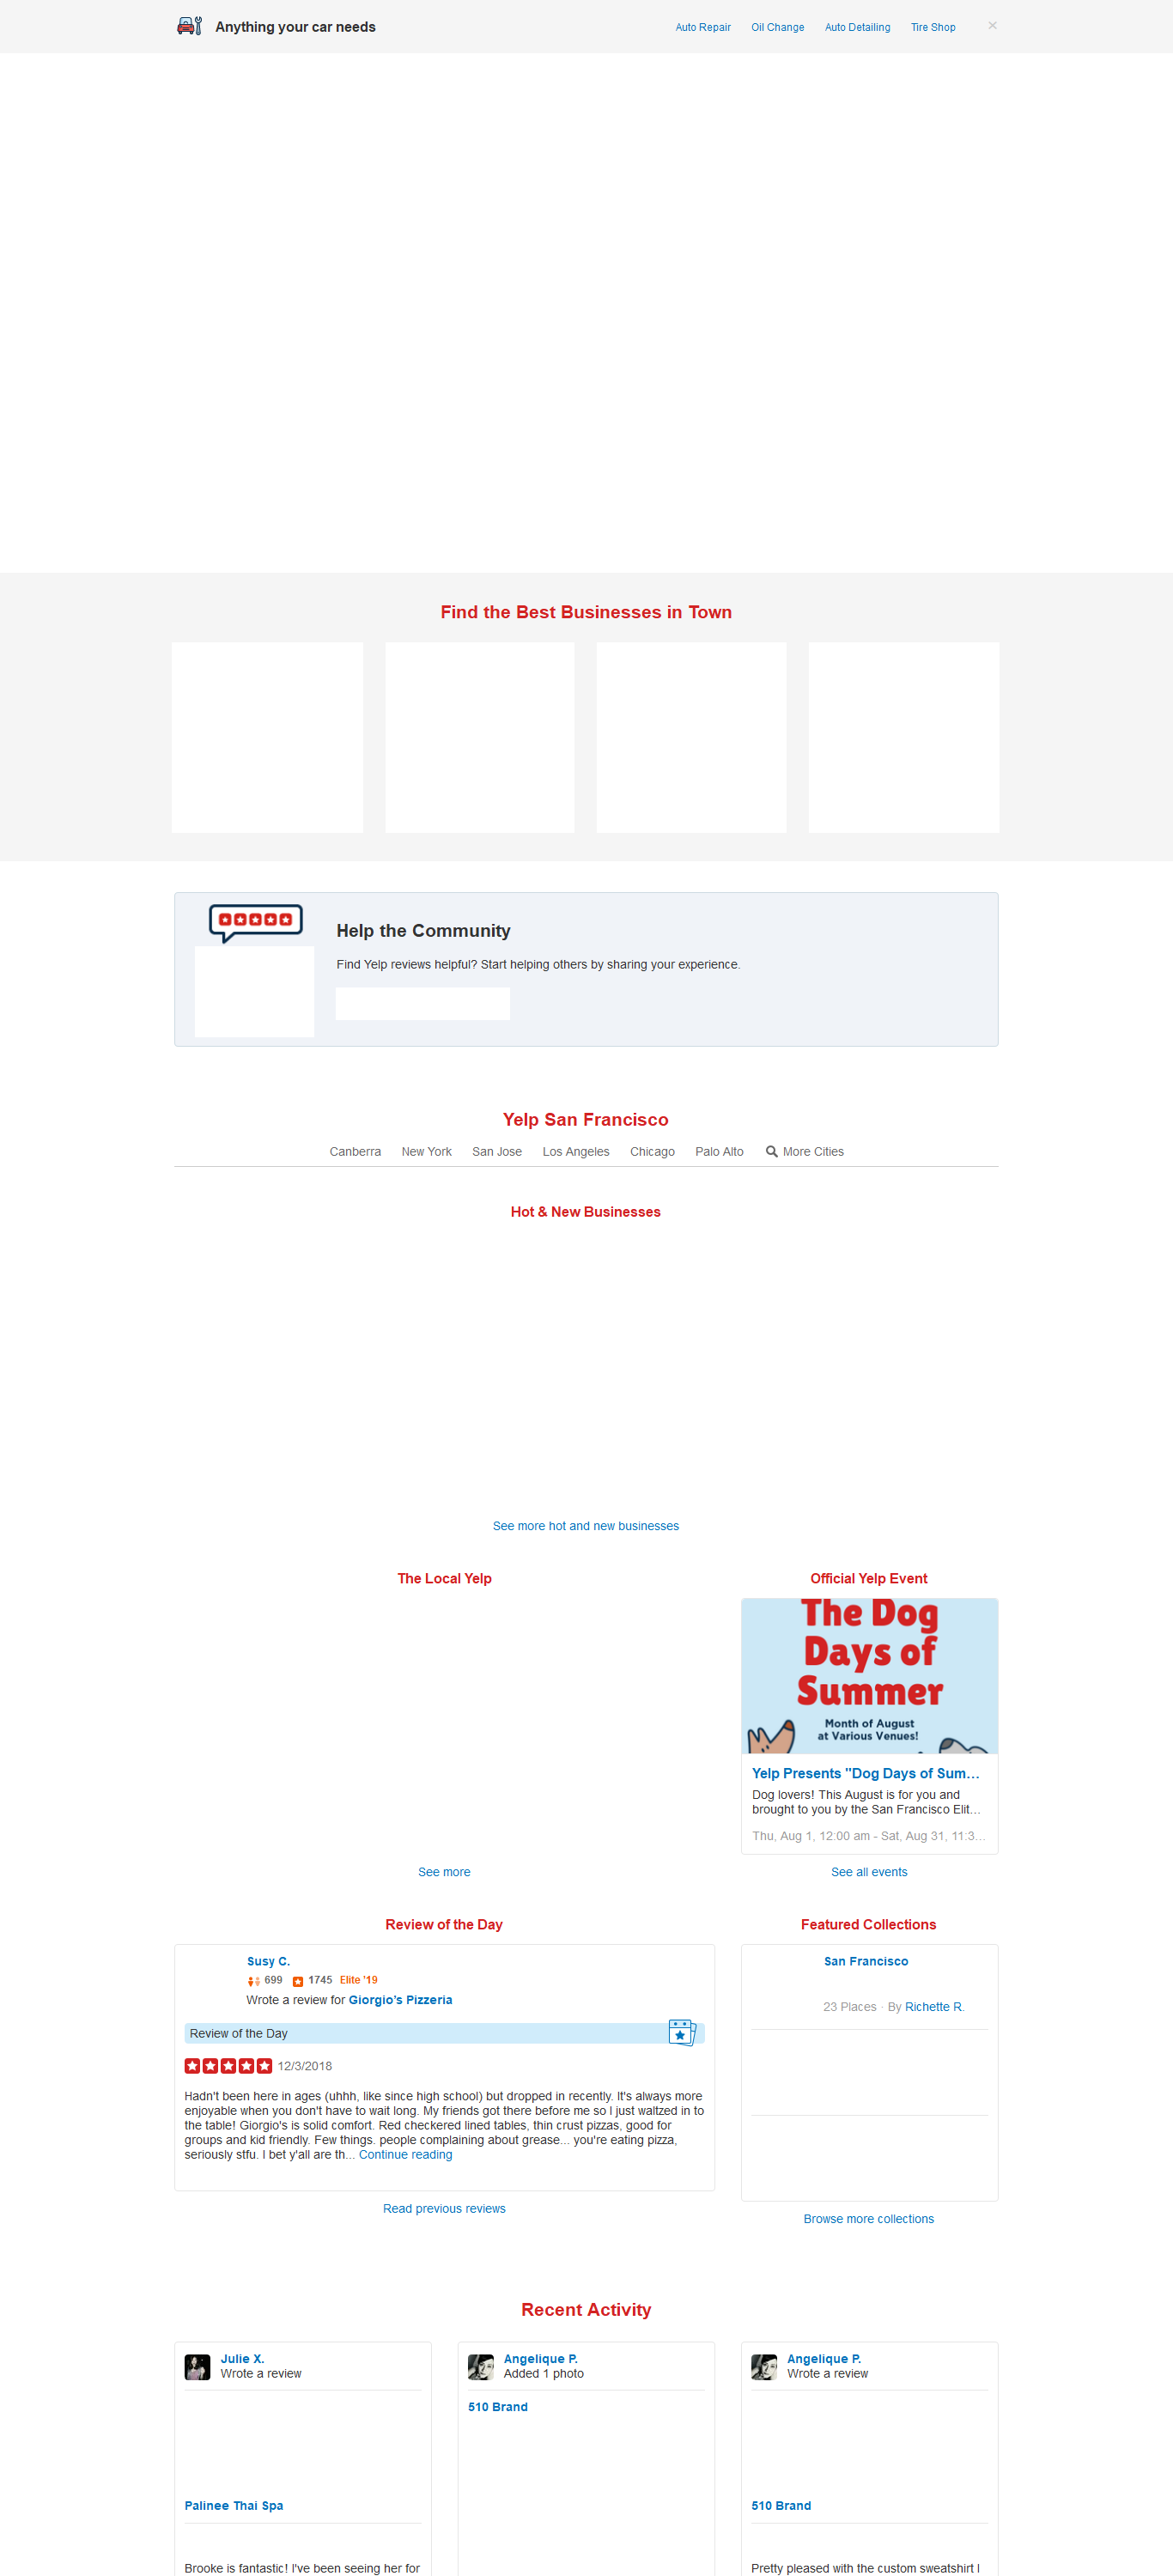 Anything your car needs
Auto Repair Oil Change Auto Detailing Tire Shop ×
Find the Best Businesses in Town
Help the Community
Find Yelp reviews helpful? Start helping others by sharing your experience.
Yelp San Francisco
Canberra New York San Jose Los Angeles Chicago Palo Alto More Cities
Hot & New Businesses
See more hot and new businesses
The Local Yelp
See more
Official Yelp Event
The Dog
Days of
Summer
Month of August
at Various Venues!
Yelp Presents "Dog Days of Sum...
Dog lovers! This August is for you and
brought to you by the San Francisco Elit...
Thu, Aug 1, 12:00 am - Sat, Aug 31, 11:3...
See all events
Review of the Day
Susy C.
699 1745 Elite '19
Wrote a review for Giorgio's Pizzeria
Review of the Day
12/3/2018
Hadn't been here in ages (uhhh, like since high school) but dropped in recently. It's always more
enjoyable when you don't have to wait long. My friends got there before me so I just waltzed in to
the table! Giorgio's is solid comfort. Red checkered lined tables, thin crust pizzas, good for
groups and kid friendly. Few things. people complaining about grease... you're eating pizza,
seriously stfu. I bet y'all are th... Continue reading
Read previous reviews
Featured Collections
San Francisco
23 Places · By Richette R.
Browse more collections
Recent Activity
Julie X.
Wrote a review
Palinee Thai Spa
Brooke is fantastic! I've been seeing her for
Angelique P.
Added 1 photo
510 Brand
Angelique P.
Wrote a review
510 Brand
Pretty pleased with the custom sweatshirt I